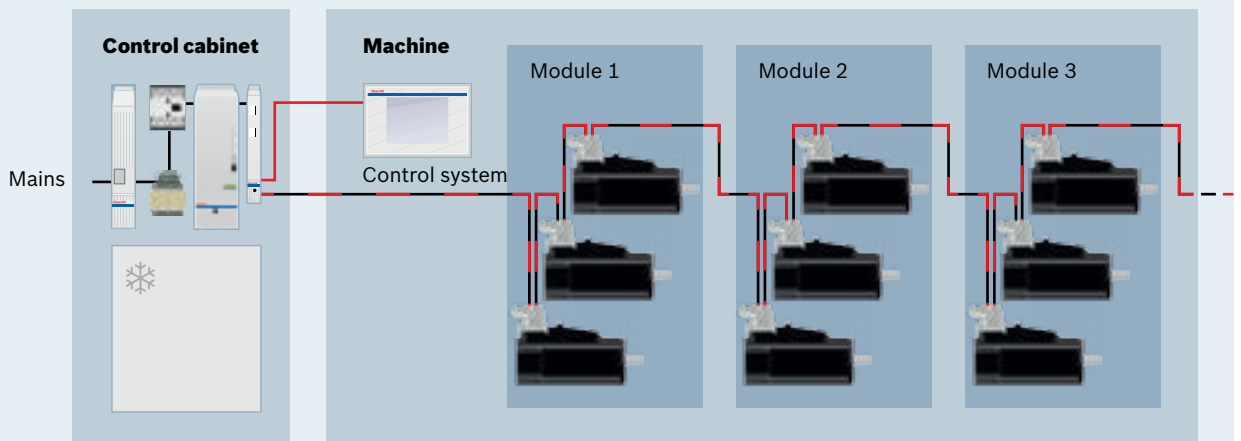 Control cabinet
Machine
Module 1
Module 2
Module 3
Mains
Control system